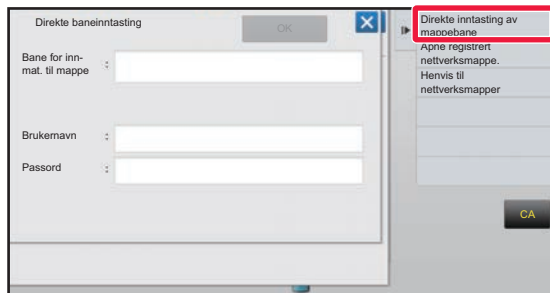 Direkte baneinntasting
OK
Bane for inn-
mat. til mappe :
Brukernavn :
Passord :
Direkte inntasting av
mappebane
Åpne registrert
nettverksmappe.
Henvis til
nettverksmapper
CA